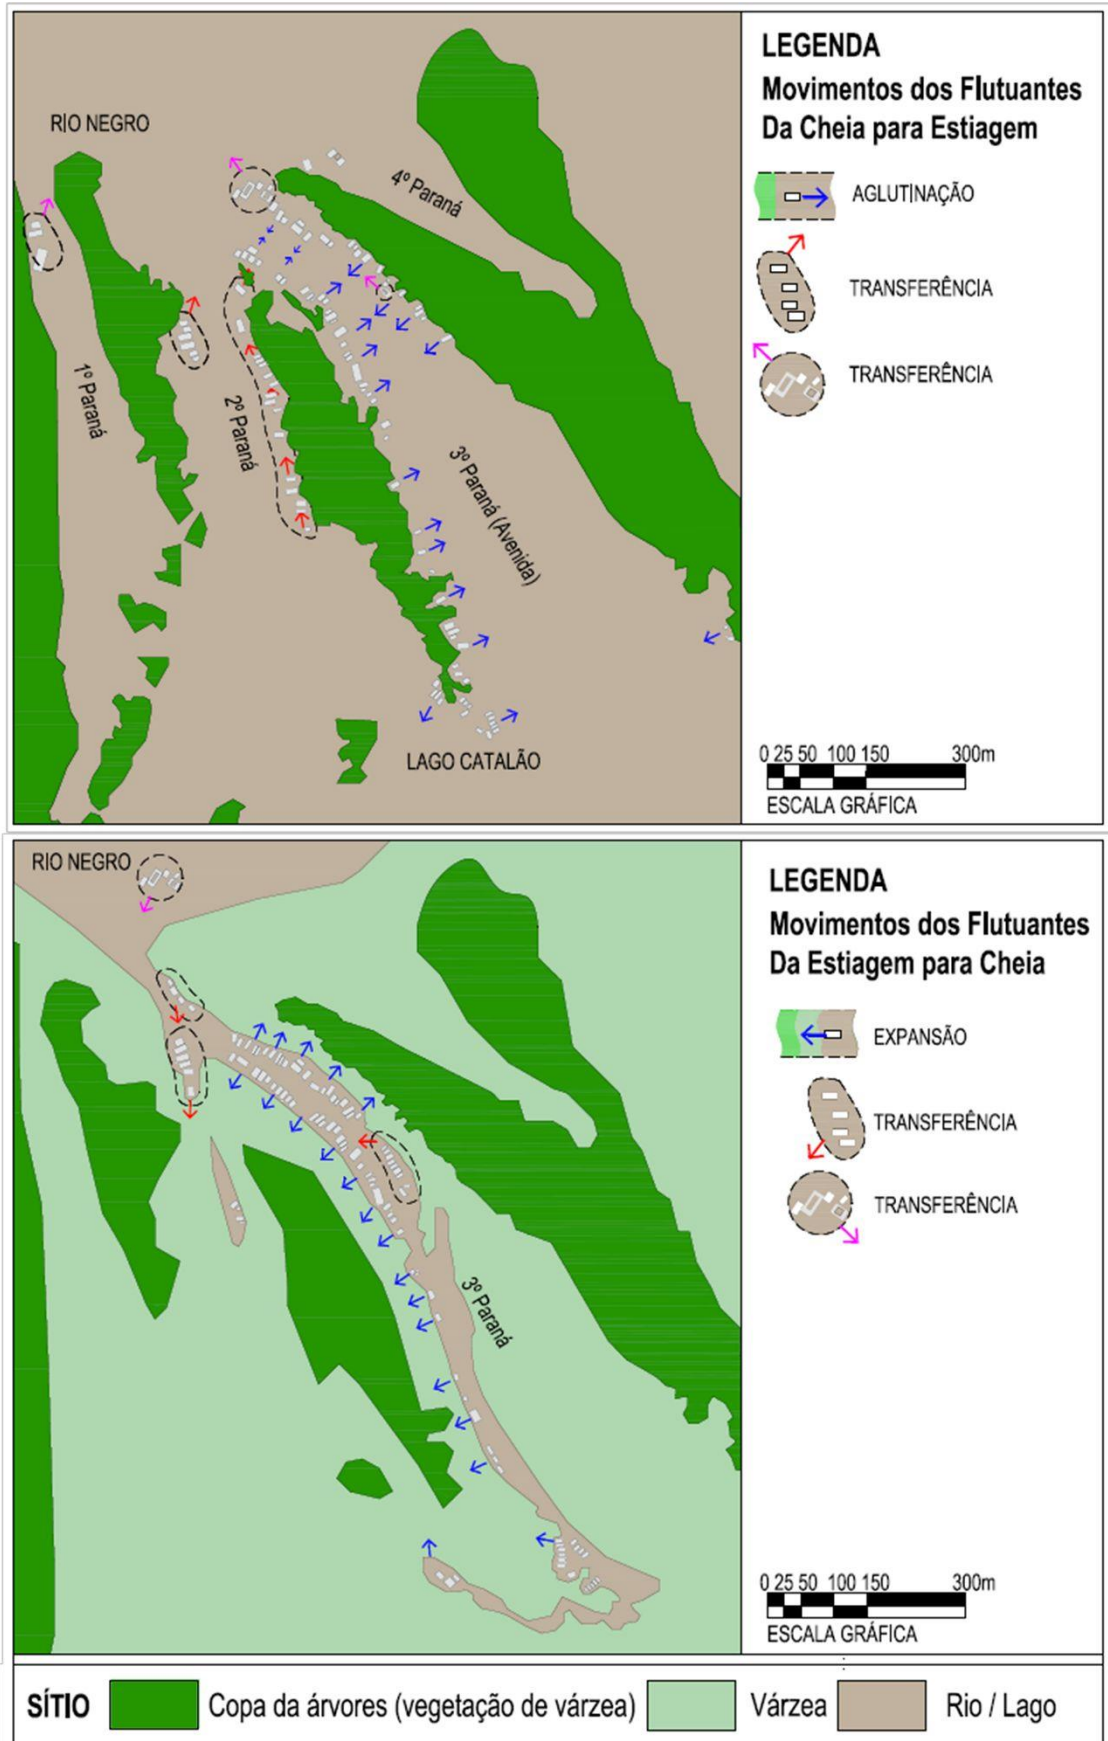 LEGENDA
Movimentos dos Flutuantes
Da Cheia para Estiagem
RIO NEGRO
4º Paraná
AGLUTINAÇÃO
TRANSFERÊNCIA
TRANSFERÊNCIA
1º Paraná
2º Paraná
3º Paraná (Avenida)
LAGO CATALÃO
0 25 50 100 150 300m
ESCALA GRÁFICA
RIO NEGRO
LEGENDA
Movimentos dos Flutuantes
Da Estiagem para Cheia
EXPANSÃO
TRANSFERÊNCIA
TRANSFERÊNCIA
3º Paraná
0 25 50 100 150 300m
ESCALA GRÁFICA
SÍTIO Copa da árvores (vegetação de várzea) Várzea Rio / Lago